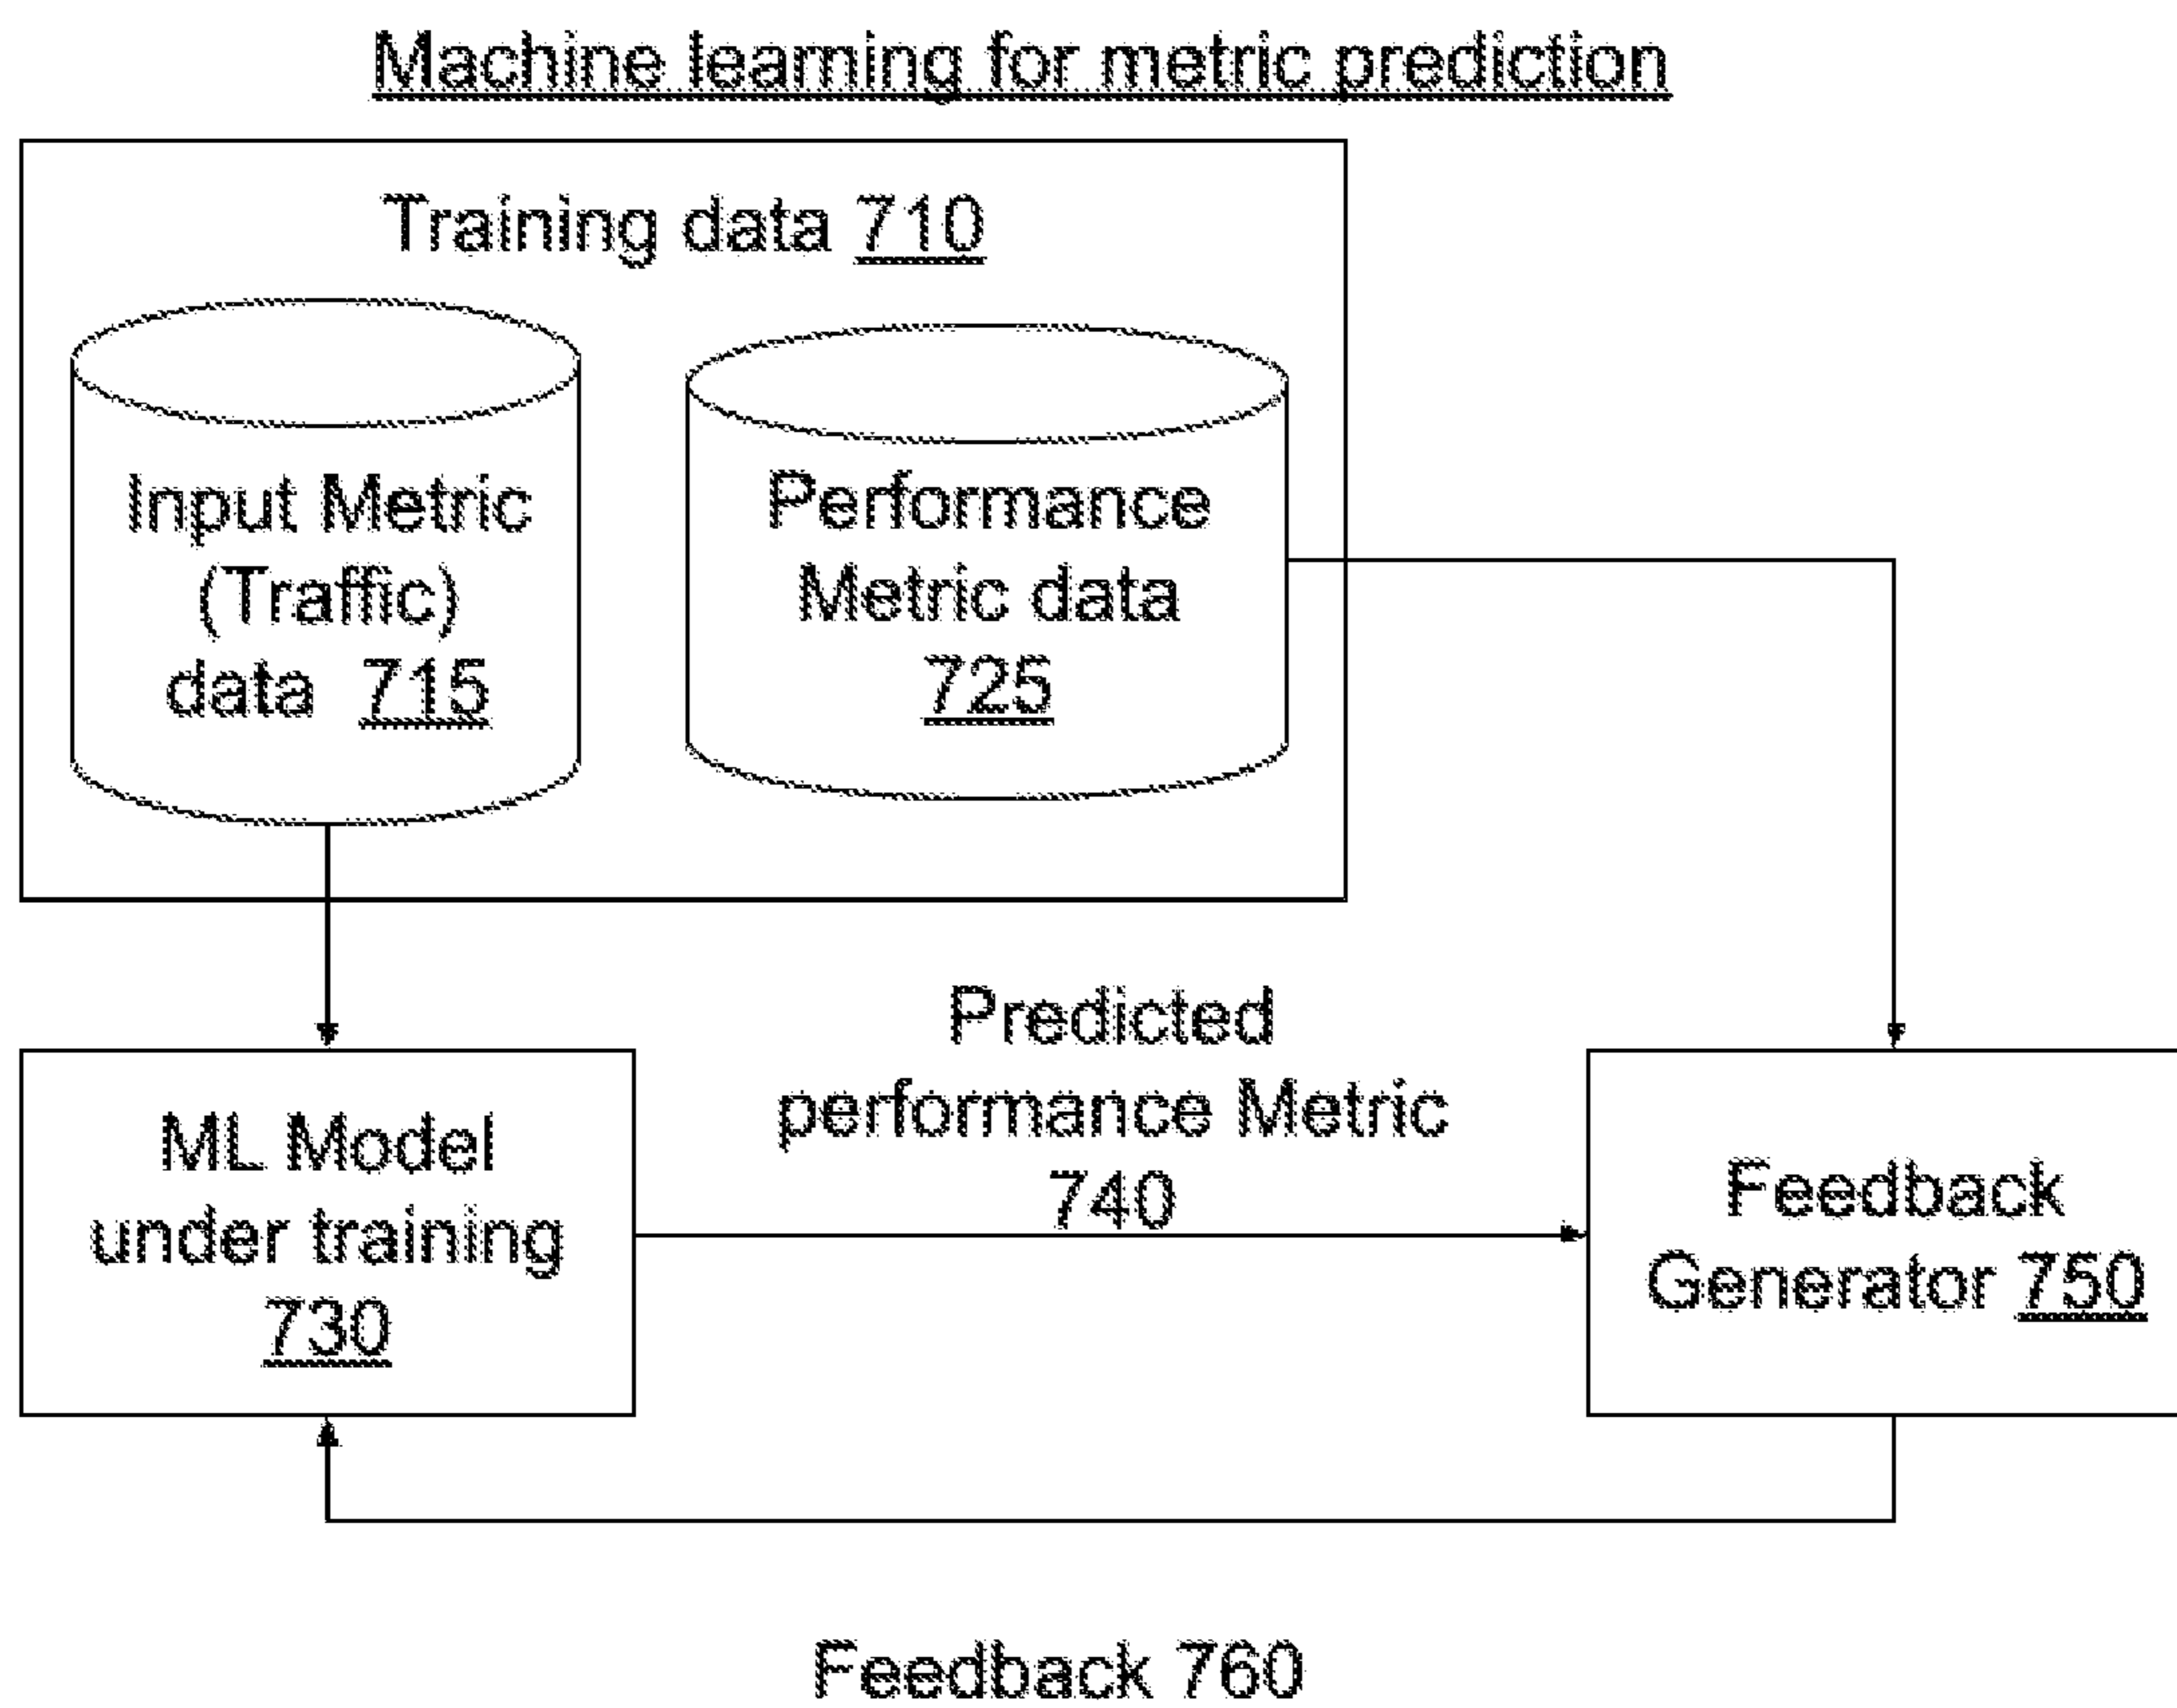 Machine learning for metric prediction
Training data 710
Input Metric
(Traffic)
data 715
Performance
Metric data
725
Predicted
performance Metric
740
ML Model
under training
730
Feedback
Generator 750
Feedback 760